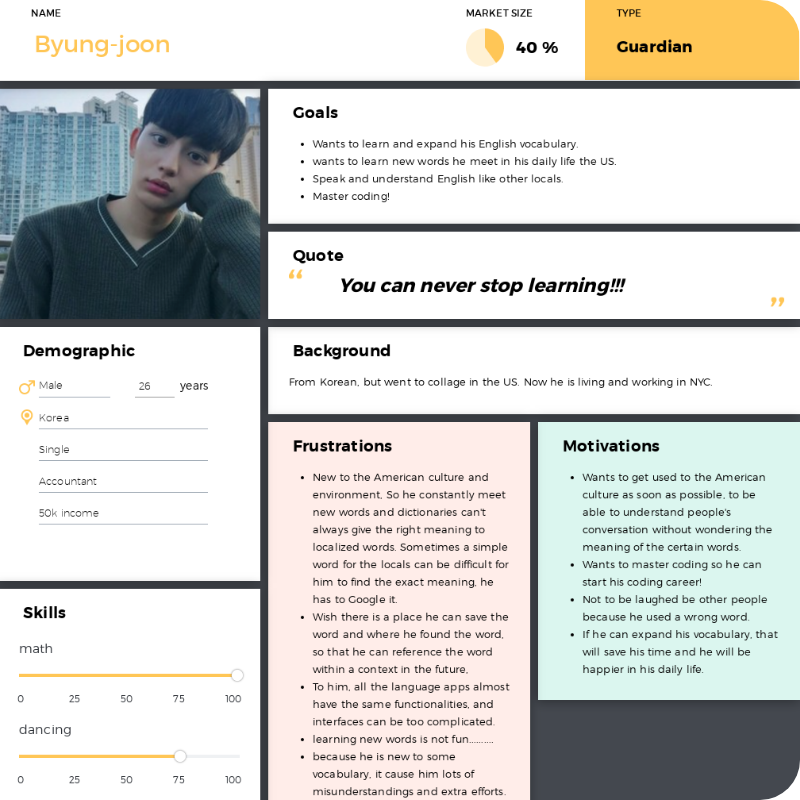 NAME
Byung-joon
MARKET SIZE
40 %
TYPE
Guardian
Goals
Wants to learn and expand his English vocabulary.
wants to learn new words he meet in his daily life the US.
Speak and understand English like other locals.
Master coding!
Quote
“
You can never stop learning!!!
”
Demographic
Male
26 years
Korea
Single
Accountant
50k income
Background
From Korean, but went to collage in the US. Now he is living and working in NYC.
Skills
math
0 25 50 75 100
dancing
0 25 50 75 100
Frustrations
New to the American culture and
environment, So he constantly meet
new words and dictionaries can't
always give the right meaning to
localized words. Sometimes a simple
word for the locals can be difficult for
him to find the exact meaning, he
has to Google it.
Wish there is a place he can save the
word and where he found the word,
so that he can reference the word
within a context in the future,
To him, all the language apps almost
have the same functionalities, and
interfaces can be too complicated.
learning new words is not fun..........
because he is new to some
vocabulary, it cause him lots of
misunderstandings and extra efforts.
Motivations
Wants to get used to the American
culture as soon as possible, to be
able to understand people's
conversation without wondering the
meaning of the certain words.
Wants to master coding so he can
start his coding career!
Not to be laughed be other people
because he used a wrong word.
If he can expand his vocabulary, that
will save his time and he will be
happier in his daily life.